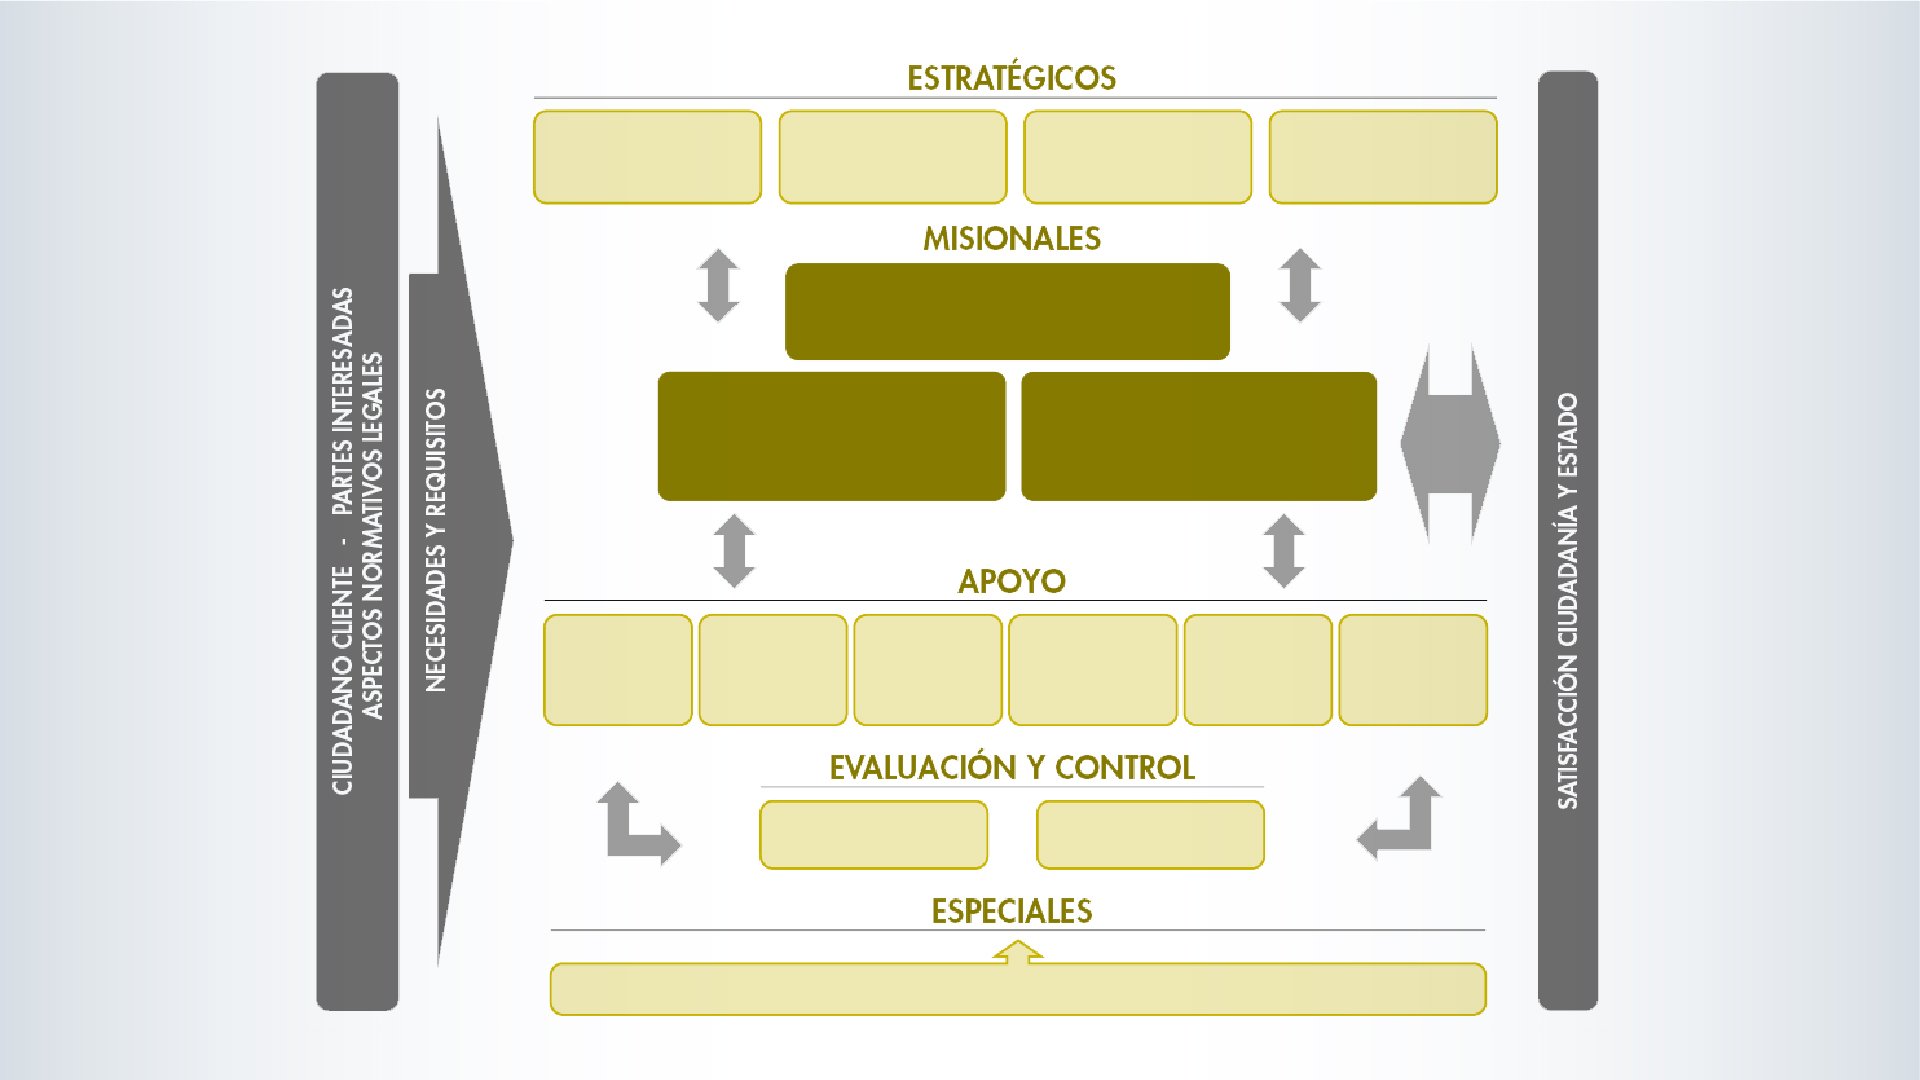 CIUDADANO CLIENTE - PARTES INTERESADAS
ASPECTOS NORMATIVOS LEGALES
NECESIDADES Y REQUISITOS
ESTRATÉGICOS
MISIONALES
APOYO
EVALUACIÓN Y CONTROL
ESPECIALES
SATISFACCIÓN CIUDADANÍA Y ESTADO